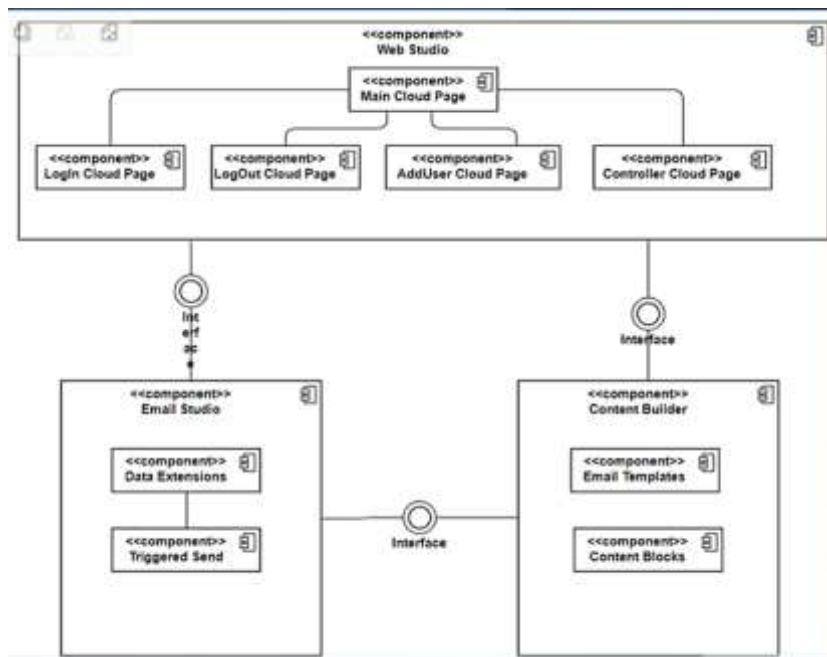 <<component>>
Web Studio
<<component>>
Main Cloud Page
<<component>>
LogIn Cloud Page
<<component>>
LogOut Cloud Page
<<component>>
AddUser Cloud Page
<<component>>
Controller Cloud Page
Int
erf
ac
e
Interface
<<component>>
Email Studio
<<component>>
Data Extensions
<<component>>
Triggered Send
Interface
<<component>>
Content Builder
<<component>>
Email Templates
<<component>>
Content Blocks